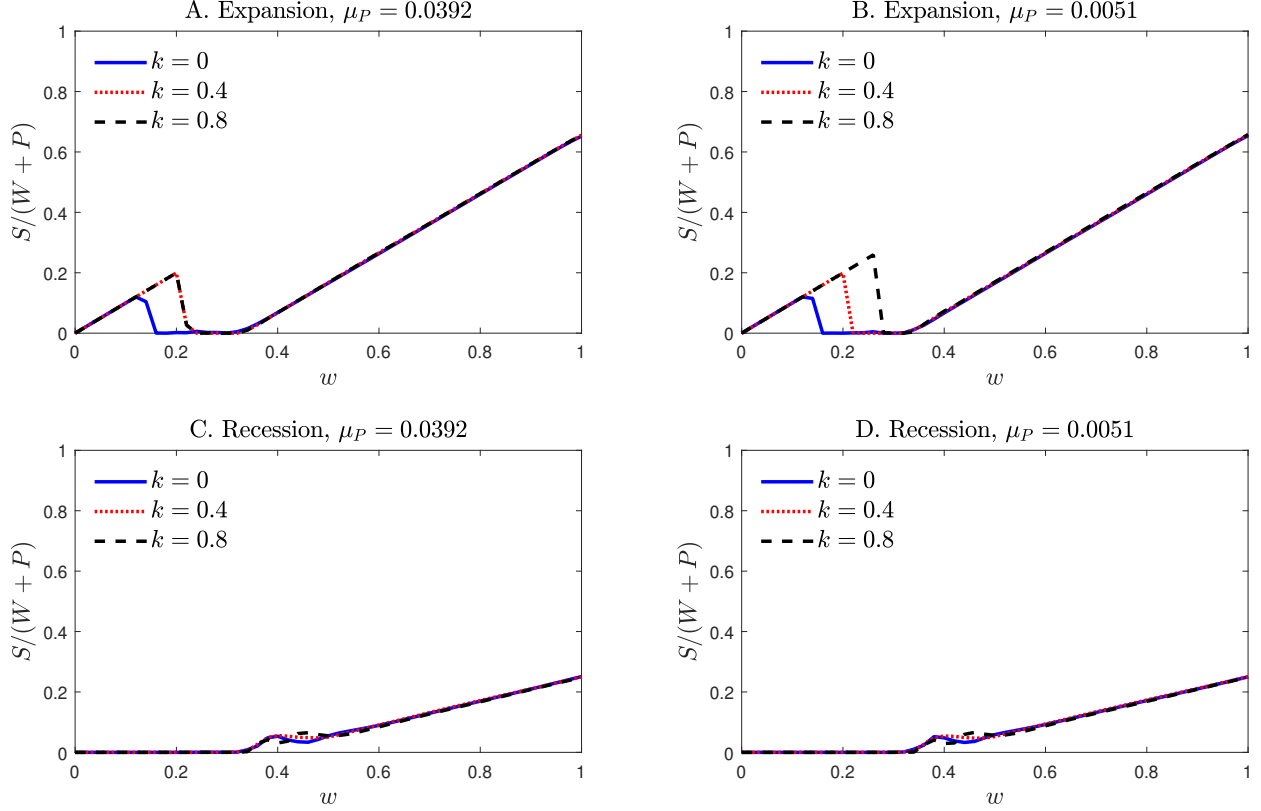 A. Expansion, μ_P = 0.0392
k = 0
k = 0.4
k = 0.8
S/(W + P)
1
0.8
0.6
0.4
0.2
0
0 0.2 0.4 0.6 0.8 1
w
B. Expansion, μ_P = 0.0051
k = 0
k = 0.4
k = 0.8
S/(W + P)
1
0.8
0.6
0.4
0.2
0
0 0.2 0.4 0.6 0.8 1
w
C. Recession, μ_P = 0.0392
k = 0
k = 0.4
k = 0.8
S/(W + P)
1
0.8
0.6
0.4
0.2
0
0 0.2 0.4 0.6 0.8 1
w
D. Recession, μ_P = 0.0051
k = 0
k = 0.4
k = 0.8
S/(W + P)
1
0.8
0.6
0.4
0.2
0
0 0.2 0.4 0.6 0.8 1
w